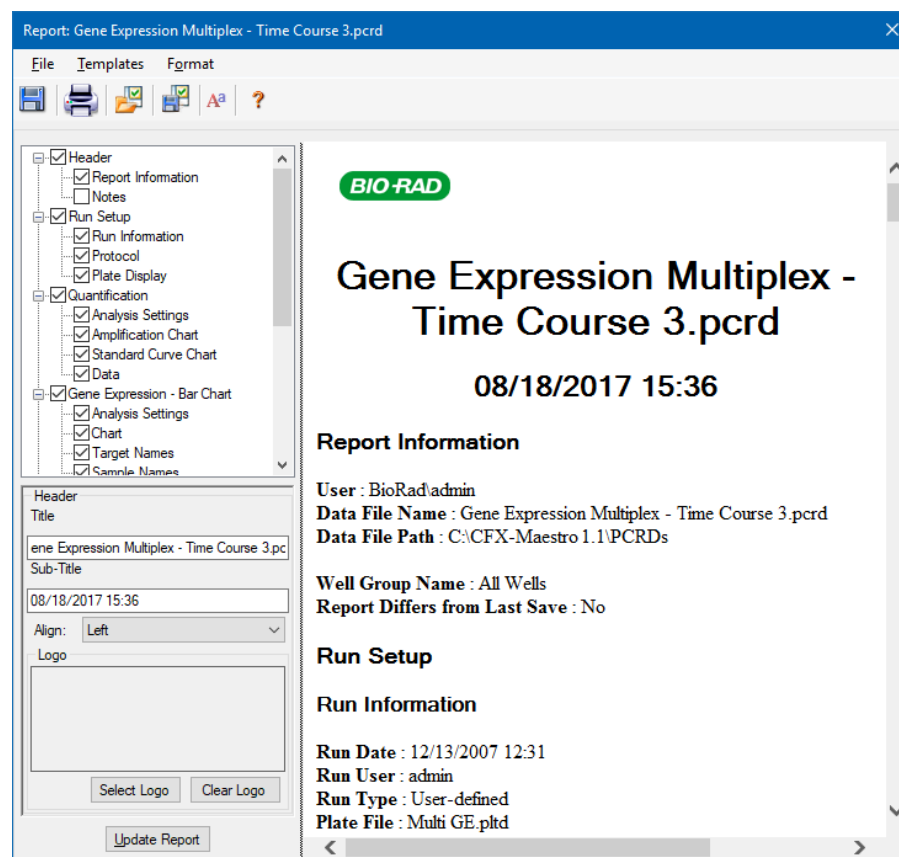 Report: Gene Expression Multiplex - Time Course 3.pcrd
File Templates Format
Aa ?
Header
Report Information
Notes
Run Setup
Run Information
Protocol
Plate Display
Quantification
Analysis Settings
Amplification Chart
Standard Curve Chart
Data
Gene Expression - Bar Chart
Analysis Settings
Chart
Target Names
Sample Names
Header
Title
ene Expression Multiplex - Time Course 3.pc
Sub-Title
08/18/2017 15:36
Align: Left
Logo
Select Logo Clear Logo
Update Report
BIO-RAD
Gene Expression Multiplex -
Time Course 3.pcrd
08/18/2017 15:36
Report Information
User : BioRad\admin
Data File Name : Gene Expression Multiplex - Time Course 3.pcrd
Data File Path : C:\CFX-Maestro 1.1\PCRDs
Well Group Name : All Wells
Report Differs from Last Save : No
Run Setup
Run Information
Run Date : 12/13/2007 12:31
Run User : admin
Run Type : User-defined
Plate File : Multi GE.pltd